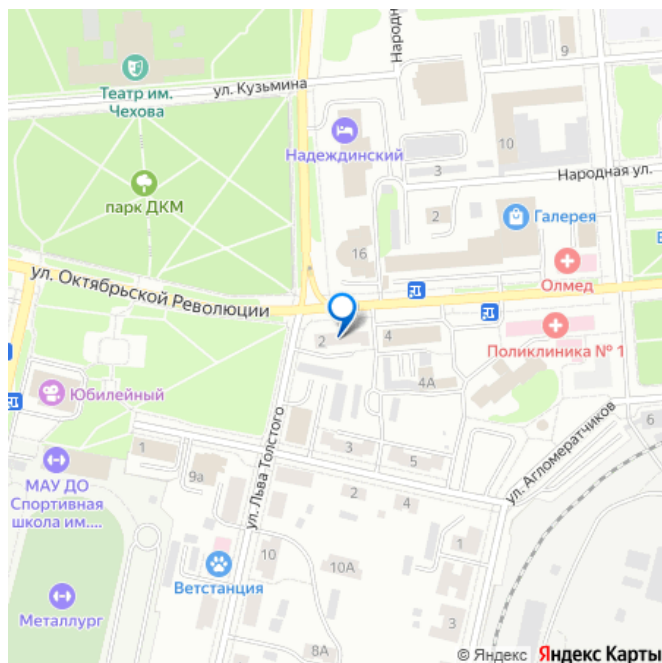 Народн
9
ул. Кузьмина
Театр им.
Чехова
Надеждинский
10
3
Народная ул.
парк ДКМ
2
Галерея
16
Олмед
ул. Октябрьской Революции
2
4
Поликлиника № 1
4А
Юбилейный
ул. Льва Толстого
ул. Агломератчиков
6
1
3
5
9а
МАУ ДО
Спортивная
школа им....
2
4
1
10
10А
Ветстанция
Металлург
3
8А
© Яндекс Яндекс Карты